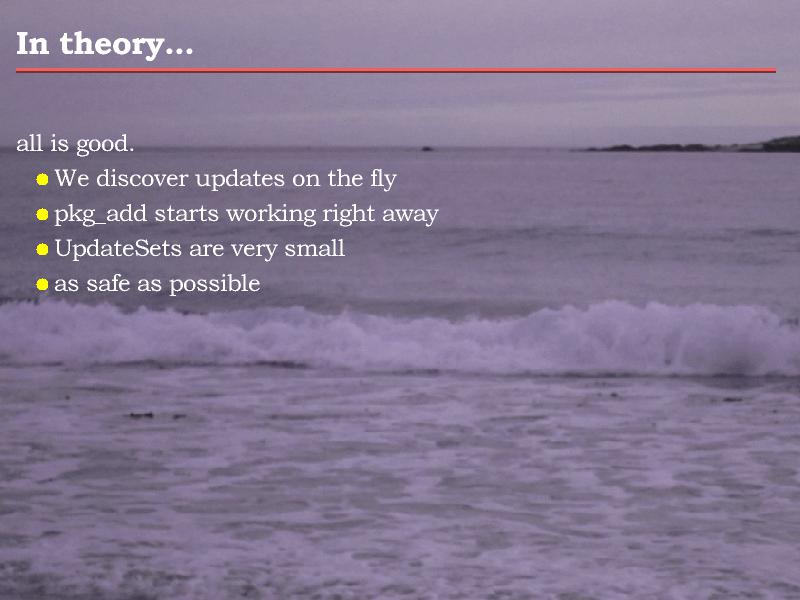 In theory...
all is good.
We discover updates on the fly
pkg_add starts working right away
UpdateSets are very small
as safe as possible